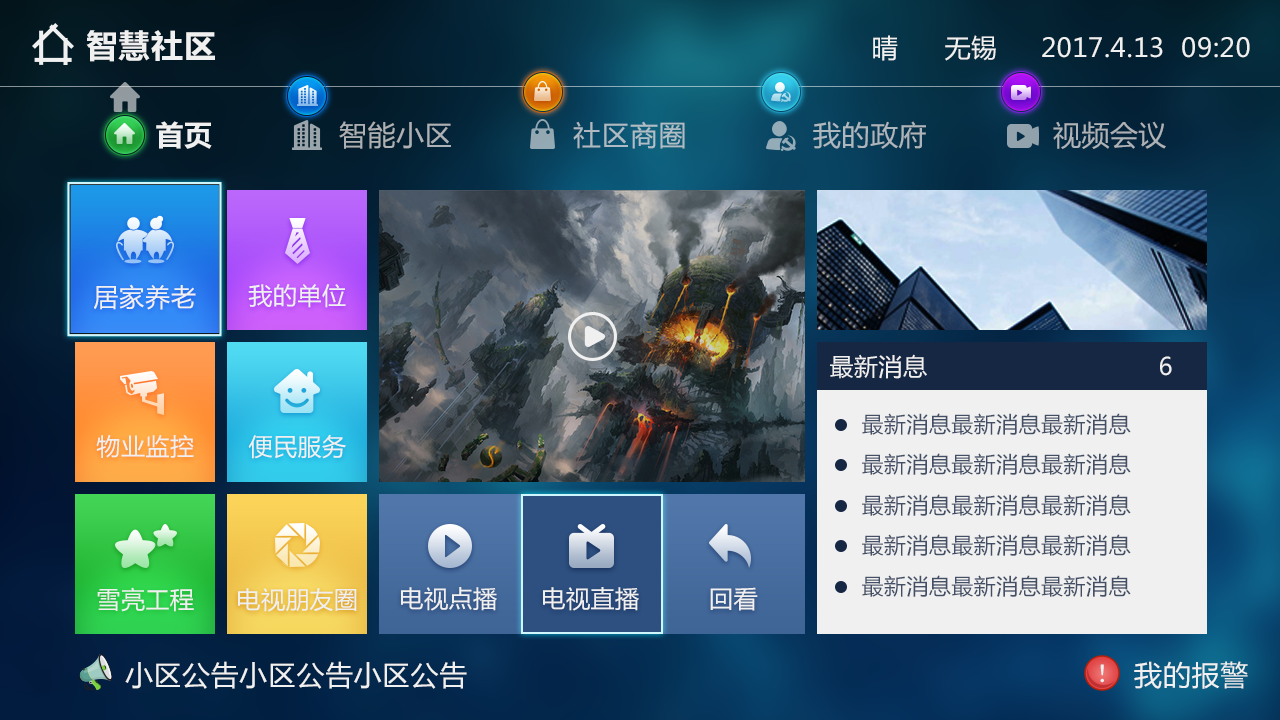 智慧社区
晴 无锡 2017.4.13 09:20
首页 智能小区 社区商圈 我的政府 视频会议
居家养老 我的单位
物业监控 便民服务
雪亮工程 电视朋友圈
电视点播 电视直播 回看
最新消息 6
最新消息最新消息最新消息
最新消息最新消息最新消息
最新消息最新消息最新消息
最新消息最新消息最新消息
最新消息最新消息最新消息
小区公告小区公告小区公告
我的报警